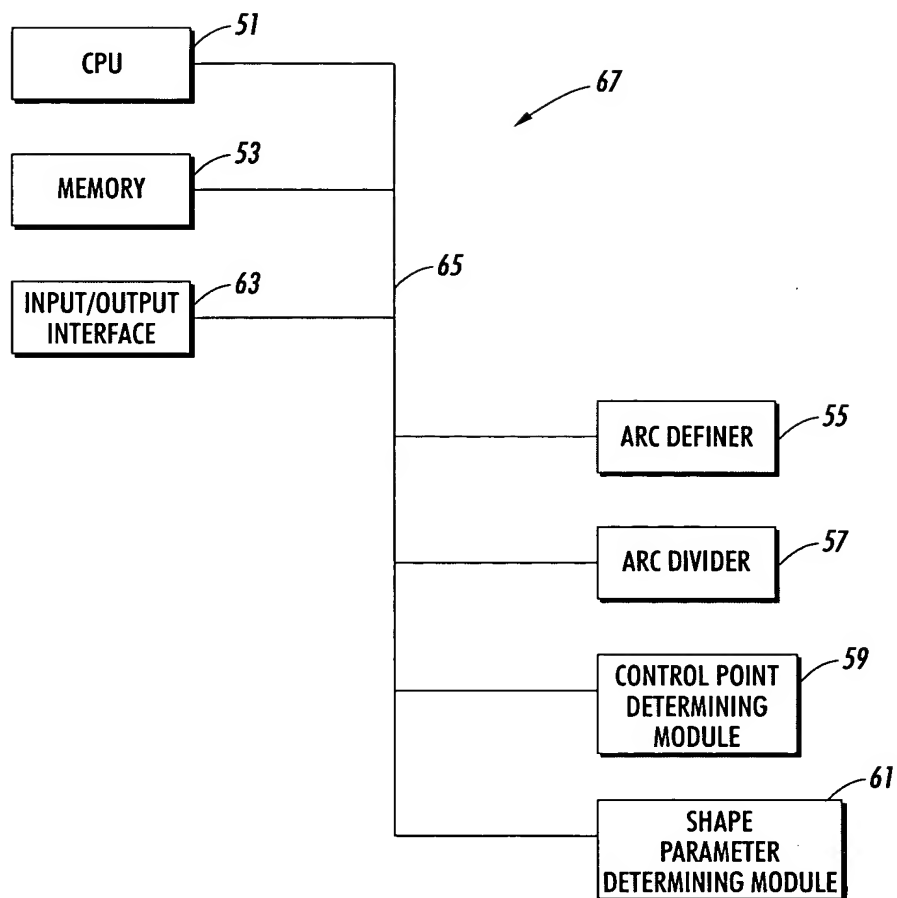 51
CPU
67
53
MEMORY
65
63
INPUT/OUTPUT
INTERFACE
55
ARC DEFINER
57
ARC DIVIDER
59
CONTROL POINT
DETERMINING
MODULE
61
SHAPE
PARAMETER
DETERMINING MODULE